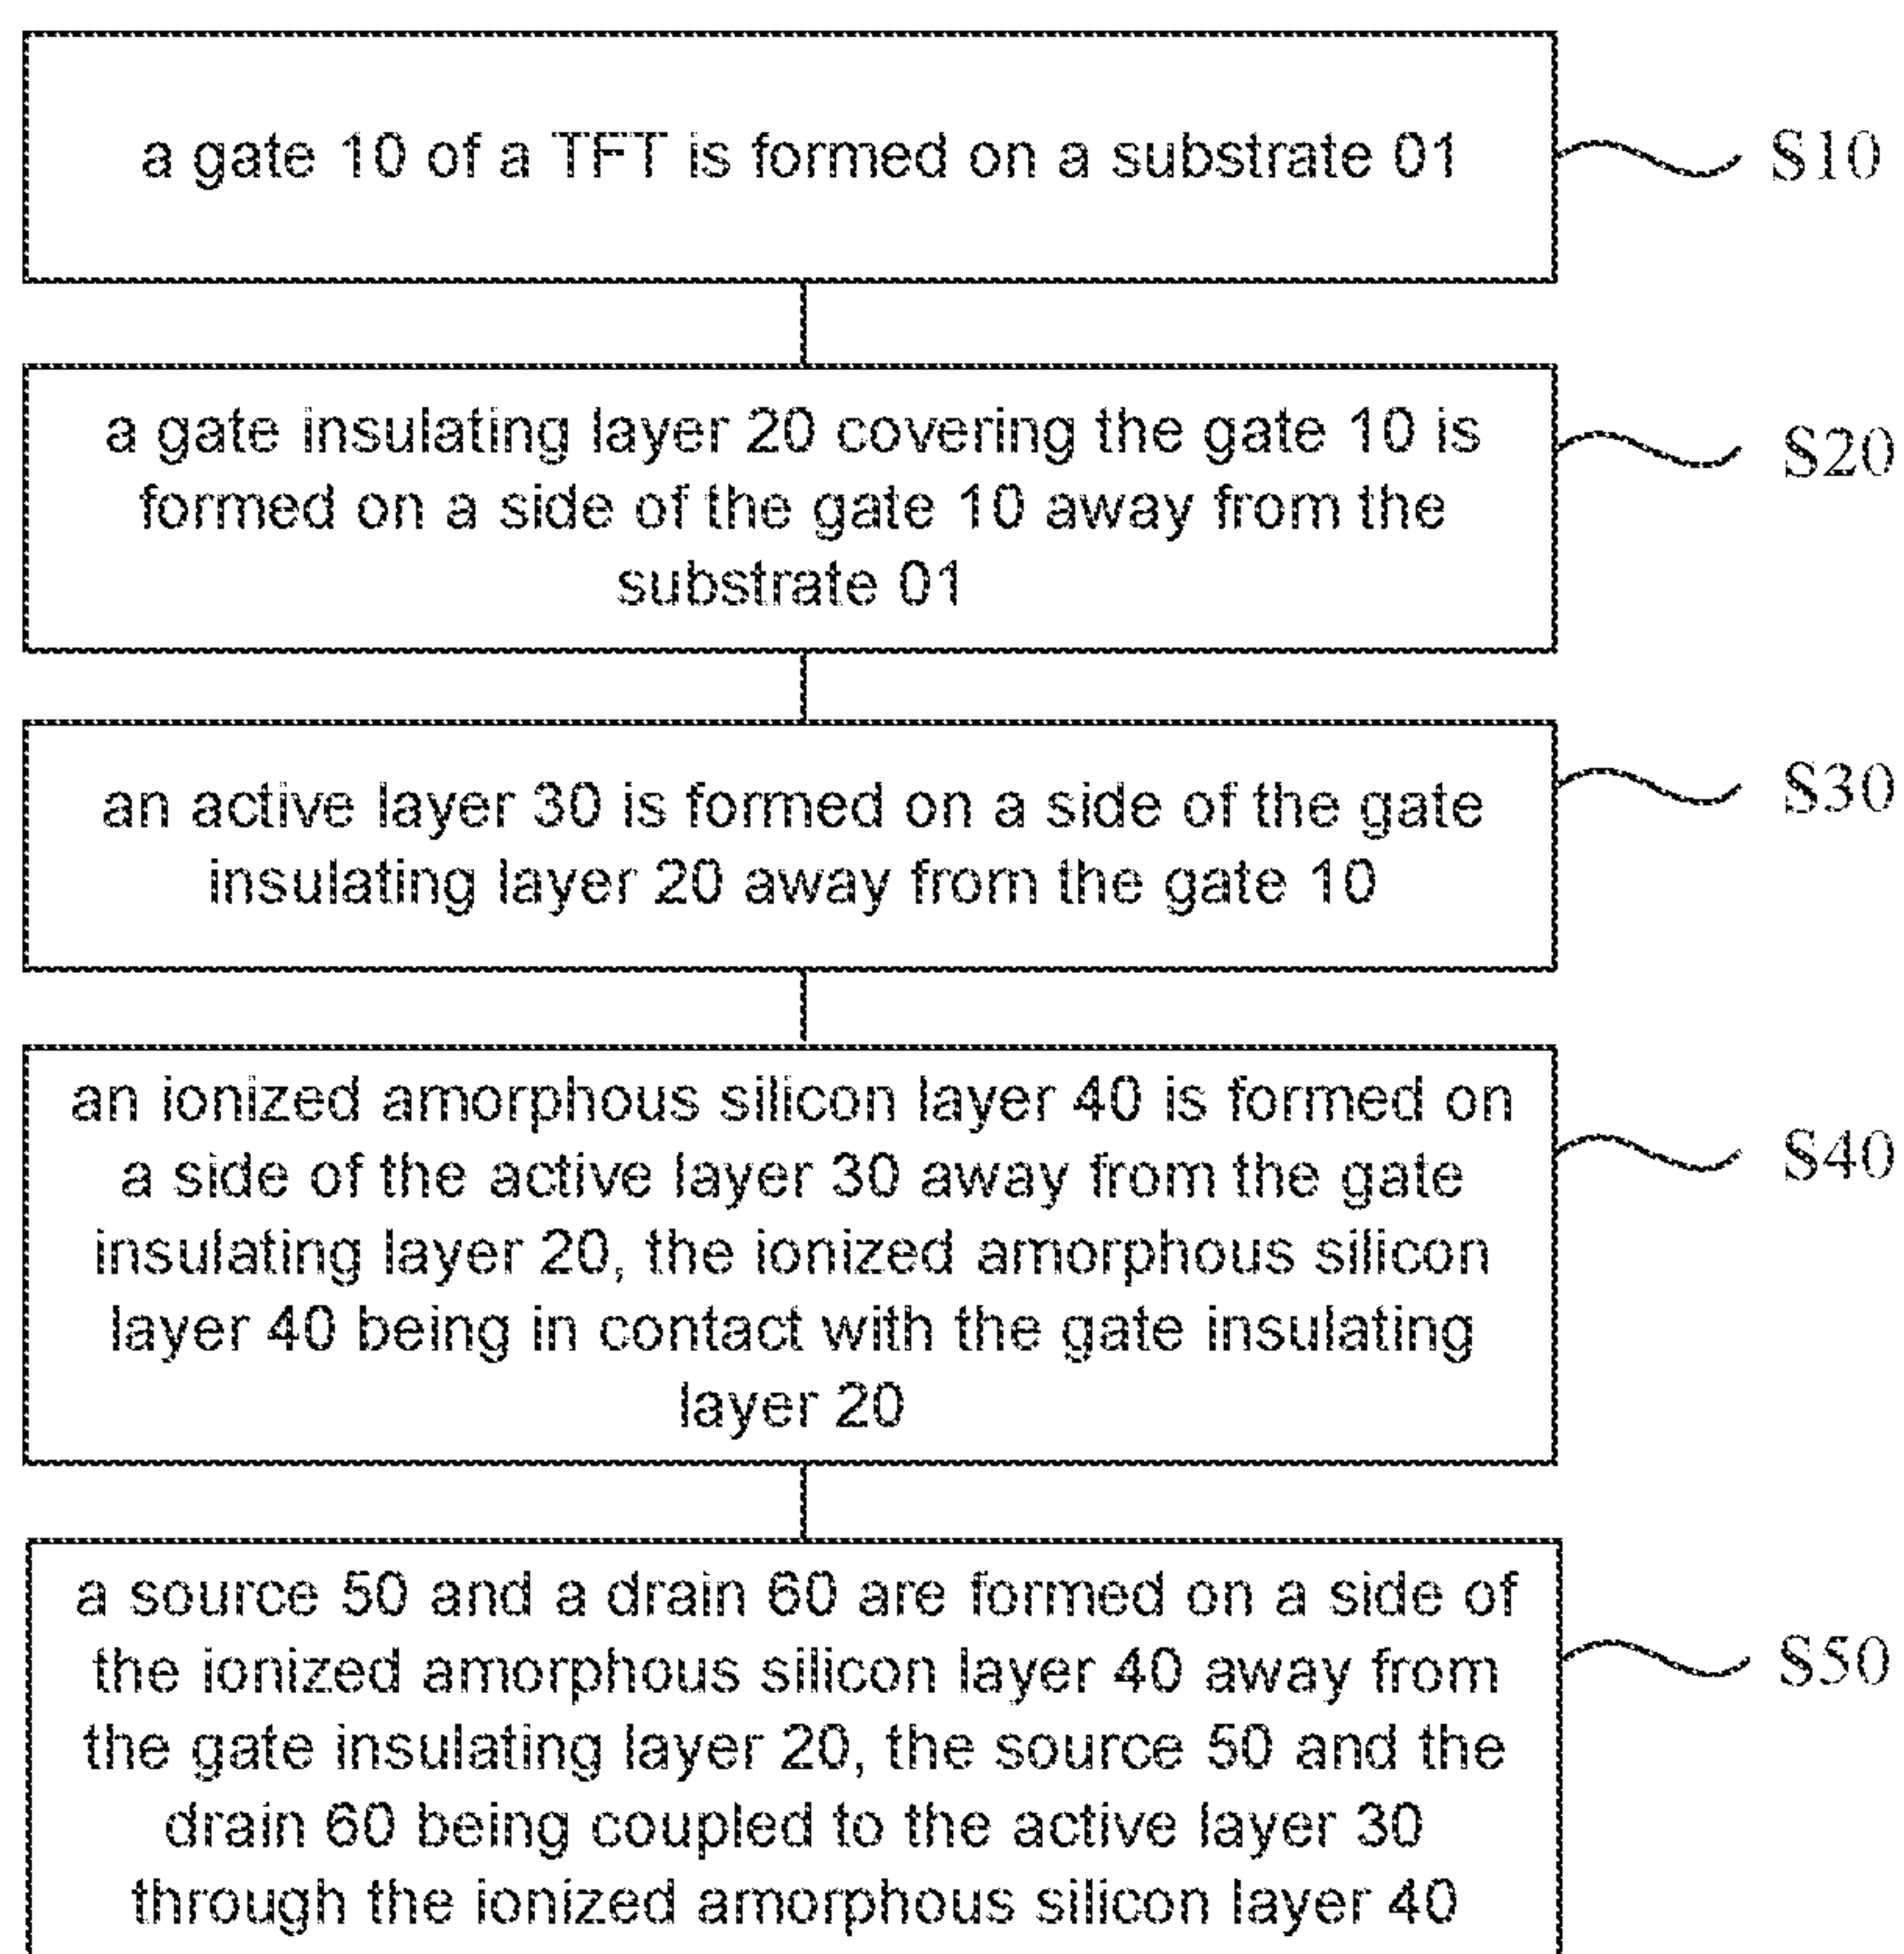 a gate 10 of a TFT is formed on a substrate 01
S10
a gate insulating layer 20 covering the gate 10 is
formed on a side of the gate 10 away from the
substrate 01
S20
an active layer 30 is formed on a side of the gate
insulating layer 20 away from the gate 10
S30
an ionized amorphous silicon layer 40 is formed on
a side of the active layer 30 away from the gate
insulating layer 20, the ionized amorphous silicon
layer 40 being in contact with the gate insulating
layer 20
S40
a source 50 and a drain 60 are formed on a side of
the ionized amorphous silicon layer 40 away from
the gate insulating layer 20, the source 50 and the
drain 60 being coupled to the active layer 30
through the ionized amorphous silicon layer 40
S50